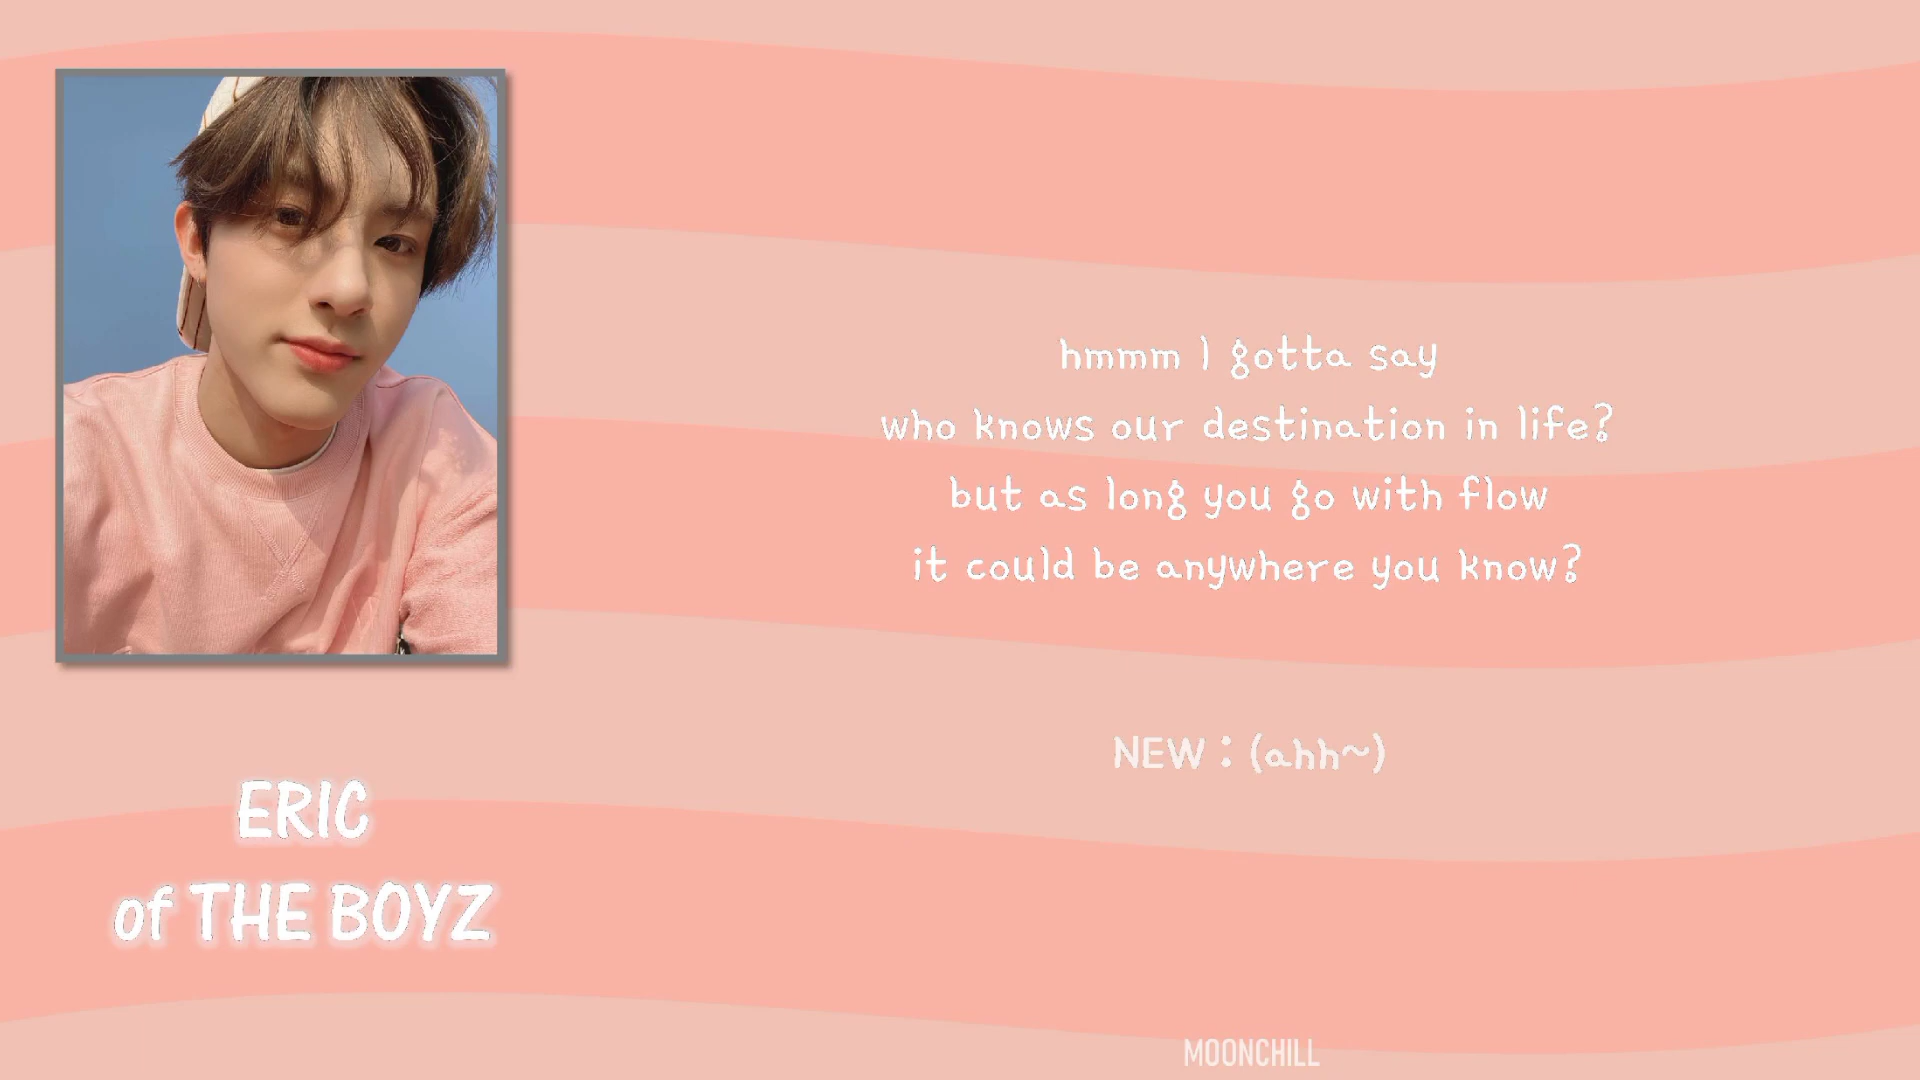 hmmm I gotta say
who knows our destination in life?
but as long you go with flow
it could be anywhere you know?
NEW : (ahh~)
ERIC
of THE BOYZ
MOONCHILL